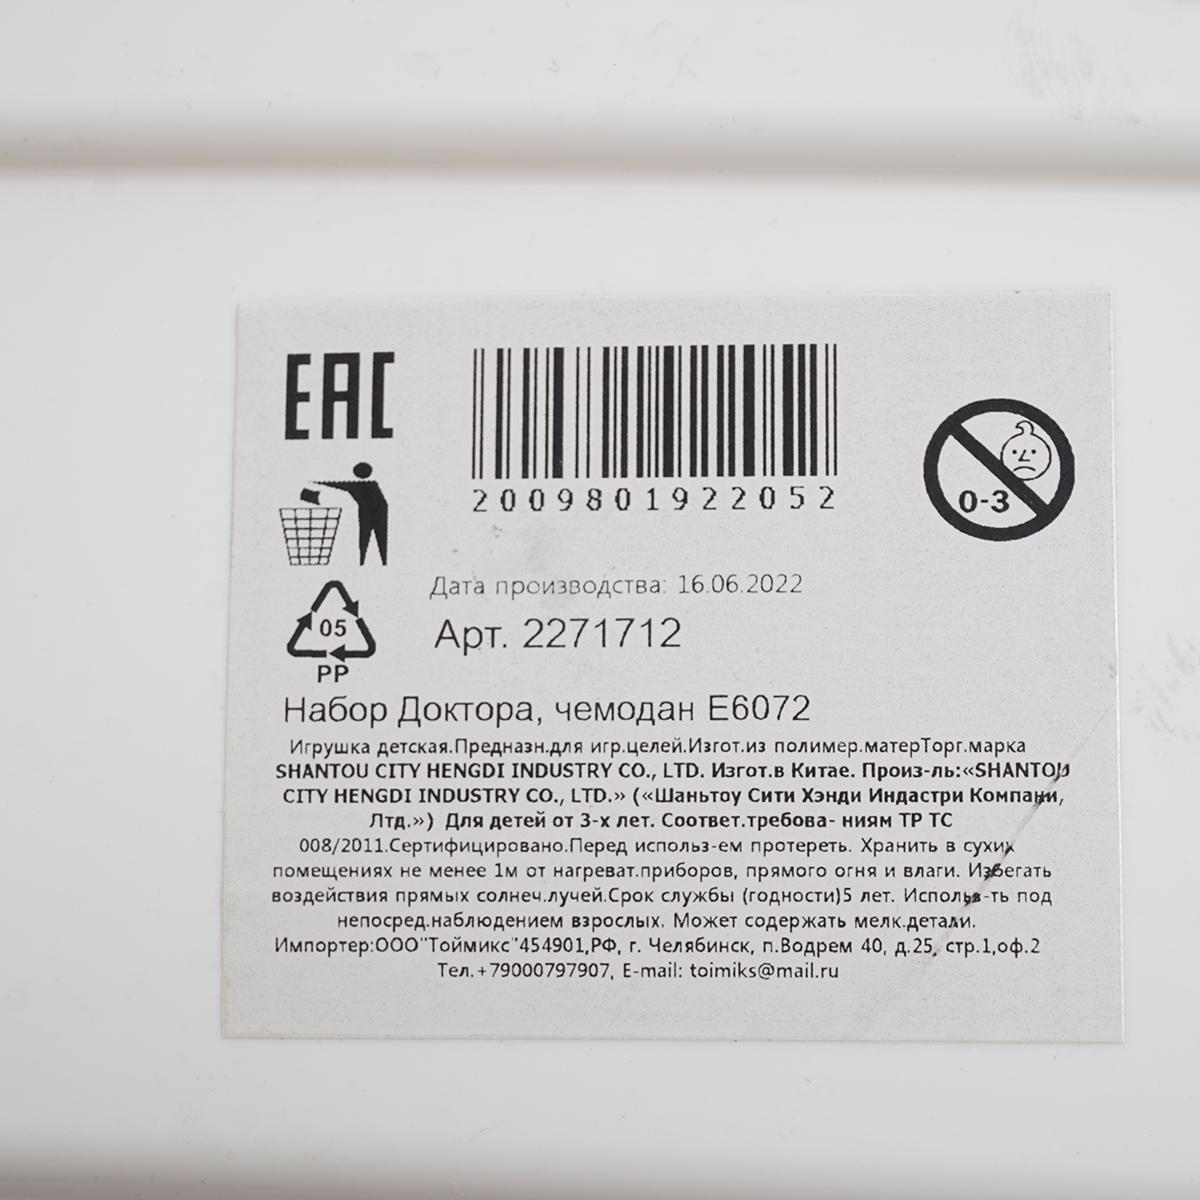 EAC
2009801922052
0-3
Дата производства: 16.06.2022
05
Арт. 2271712
PP
Набор Доктора, чемодан E6072
Игрушка детская.Предназн.для игр.целей.Изгот.из полимер.матерТорг.марка
SHANTOU CITY HENGDI INDUSTRY CO., LTD. Изгот.в Китае. Произ-ль:«SHANTOU
CITY HENGDI INDUSTRY CO., LTD.» («Шаньтоу Сити Хэнди Индастри Компани,
Лтд.») Для детей от 3-х лет. Соответ.требова- ниям ТР ТС
008/2011.Сертифицировано.Перед использ-ем протереть. Хранить в сухих
помещениях не менее 1м от нагреват.приборов, прямого огня и влаги. Избегать
воздействия прямых солнеч.лучей.Срок службы (годности)5 лет. Использ-ть под
непосред.наблюдением взрослых. Может содержать мелк.детали.
Импортер:ООО"Тоймикс"454901,РФ, г. Челябинск, п.Водрем 40, д.25, стр.1,оф.2
Тел.+79000797907, E-mail: toimiks@mail.ru